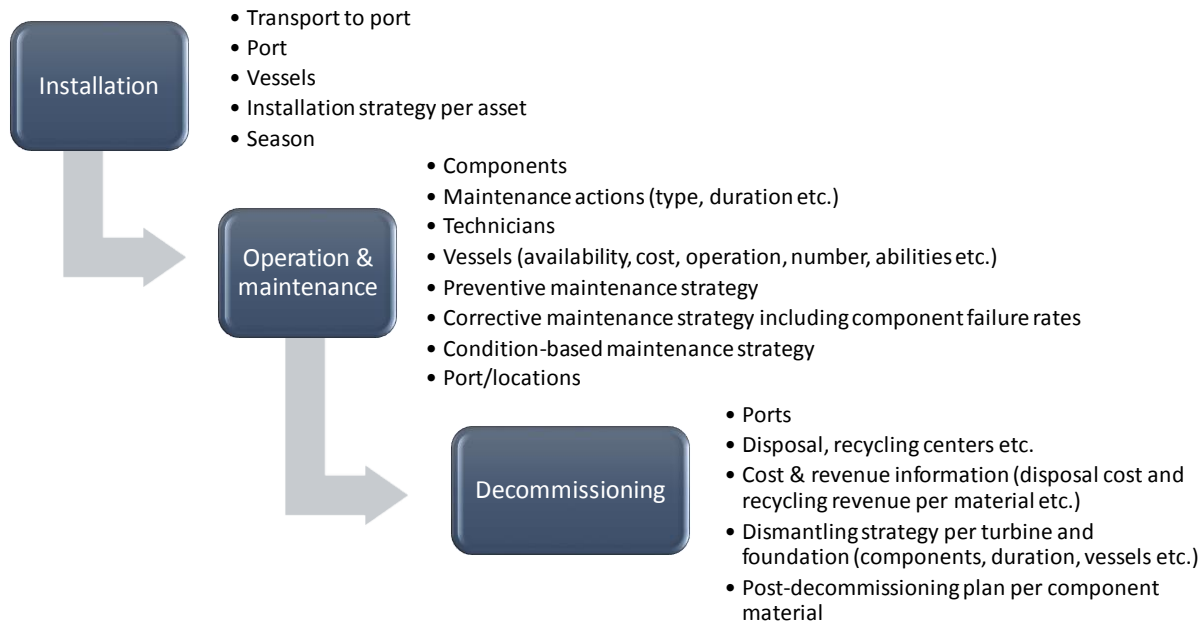 Installation
• Transport to port
• Port
• Vessels
• Installation strategy per asset
• Season
Operation &
maintenance
• Components
• Maintenance actions (type, duration etc.)
• Technicians
• Vessels (availability, cost, operation, number, abilities etc.)
• Preventive maintenance strategy
• Corrective maintenance strategy including component failure rates
• Condition-based maintenance strategy
• Port/locations
Decommissioning
• Ports
• Disposal, recycling centers etc.
• Cost & revenue information (disposal cost and
recycling revenue per material etc.)
• Dismantling strategy per turbine and
foundation (components, duration, vessels etc.)
• Post-decommissioning plan per component
material